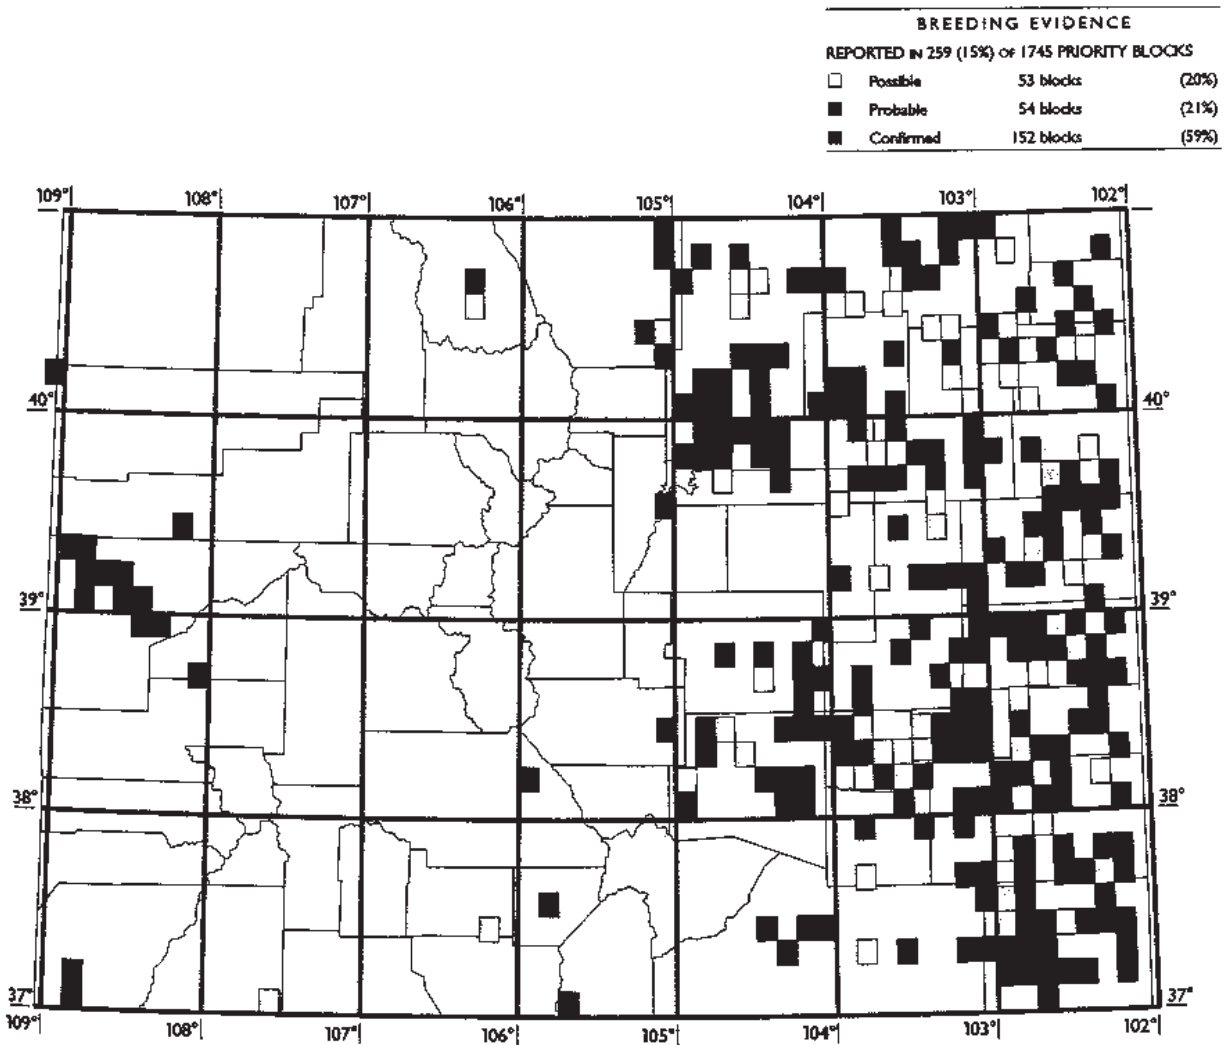 BREEDING EVIDENCE
REPORTED IN 259 (15%) OF 1745 PRIORITY BLOCKS
Possible 53 blocks (20%)
Probable 54 blocks (21%)
Confirmed 152 blocks (59%)
109° 108° 107° 106° 105° 104° 103° 102°
40° 40°
39° 39°
38° 38°
37° 37°
109° 108° 107° 106° 105° 104° 103° 102°